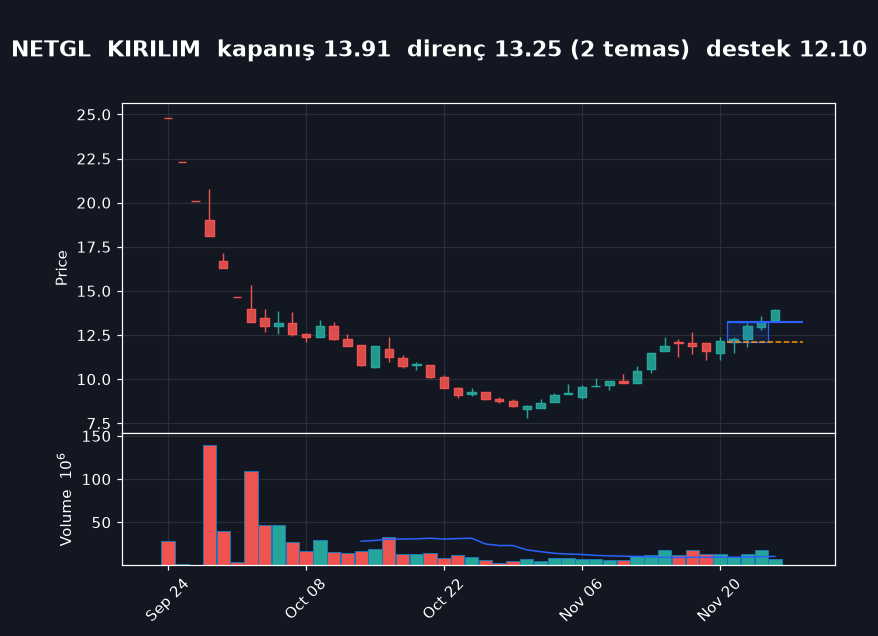 NETGL  KIRILIM  kapanış 13.91  direnç 13.25 (2 temas)  destek 12.10
Price
25.0
22.5
20.0
17.5
15.0
12.5
10.0
7.5
Volume 10⁶
150
100
50
Sep 24
Oct 08
Oct 22
Nov 06
Nov 20